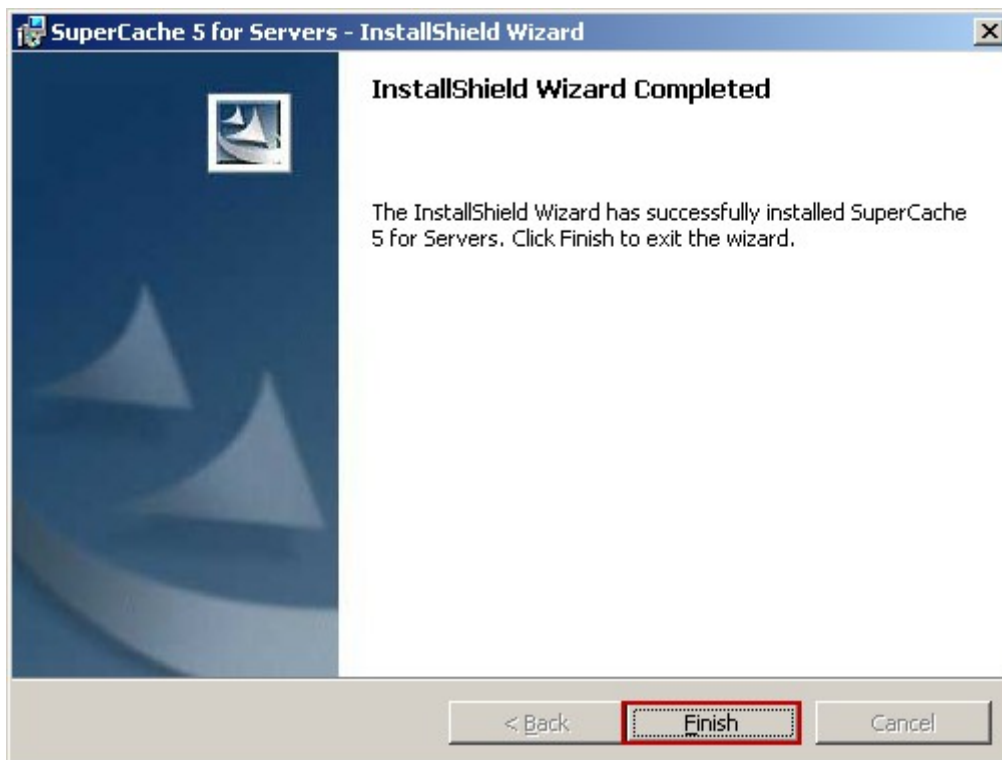 SuperCache 5 for Servers - InstallShield Wizard
InstallShield Wizard Completed
The InstallShield Wizard has successfully installed SuperCache
5 for Servers. Click Finish to exit the wizard.
< Back
Finish
Cancel